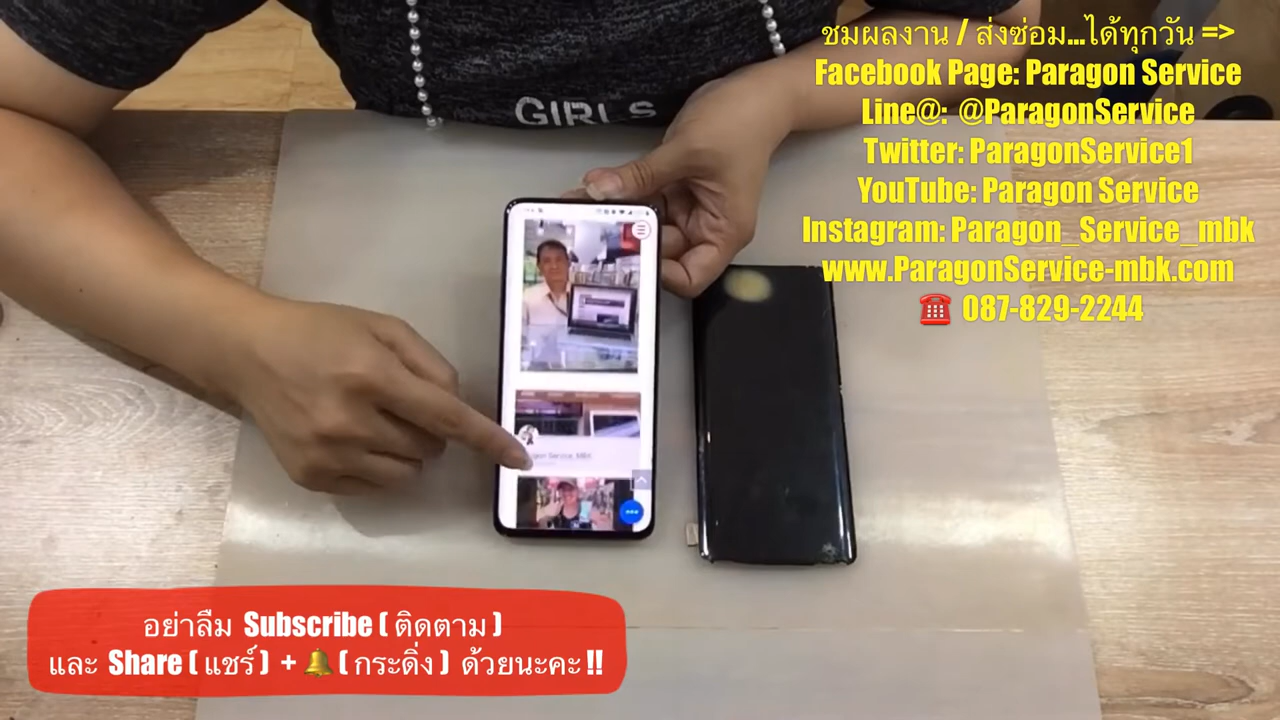 ชมผลงาน / ส่งซ่อม...ได้ทุกวัน =>
Facebook Page: Paragon Service
Line@: @ParagonService
Twitter: ParagonService1
YouTube: Paragon Service
Instagram: Paragon_Service_mbk
www.ParagonService-mbk.com
☎️ 087-829-2244
GIRLS
Service MBK
อย่าลืม Subscribe ( ติดตาม )
และ Share ( แชร์ ) + 🔔 ( กระดิ่ง ) ด้วยนะคะ !!